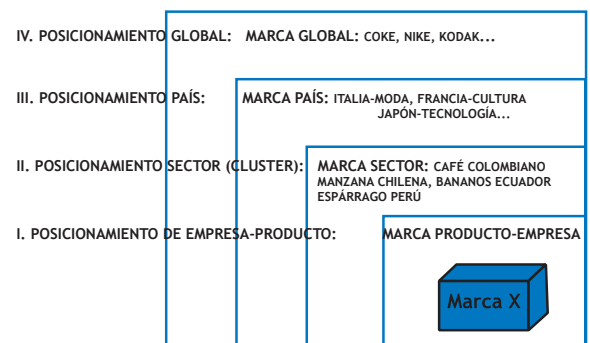 IV. POSICIONAMIENTO GLOBAL: MARCA GLOBAL: COKE, NIKE, KODAK...
III. POSICIONAMIENTO PAÍS: MARCA PAÍS: ITALIA-MODA, FRANCIA-CULTURA
JAPÓN-TECNOLOGÍA...
II. POSICIONAMIENTO SECTOR (CLUSTER): MARCA SECTOR: CAFÉ COLOMBIANO
MANZANA CHILENA, BANANOS ECUADOR
ESPÁRRAGO PERÚ
I. POSICIONAMIENTO DE EMPRESA-PRODUCTO: MARCA PRODUCTO-EMPRESA
Marca X